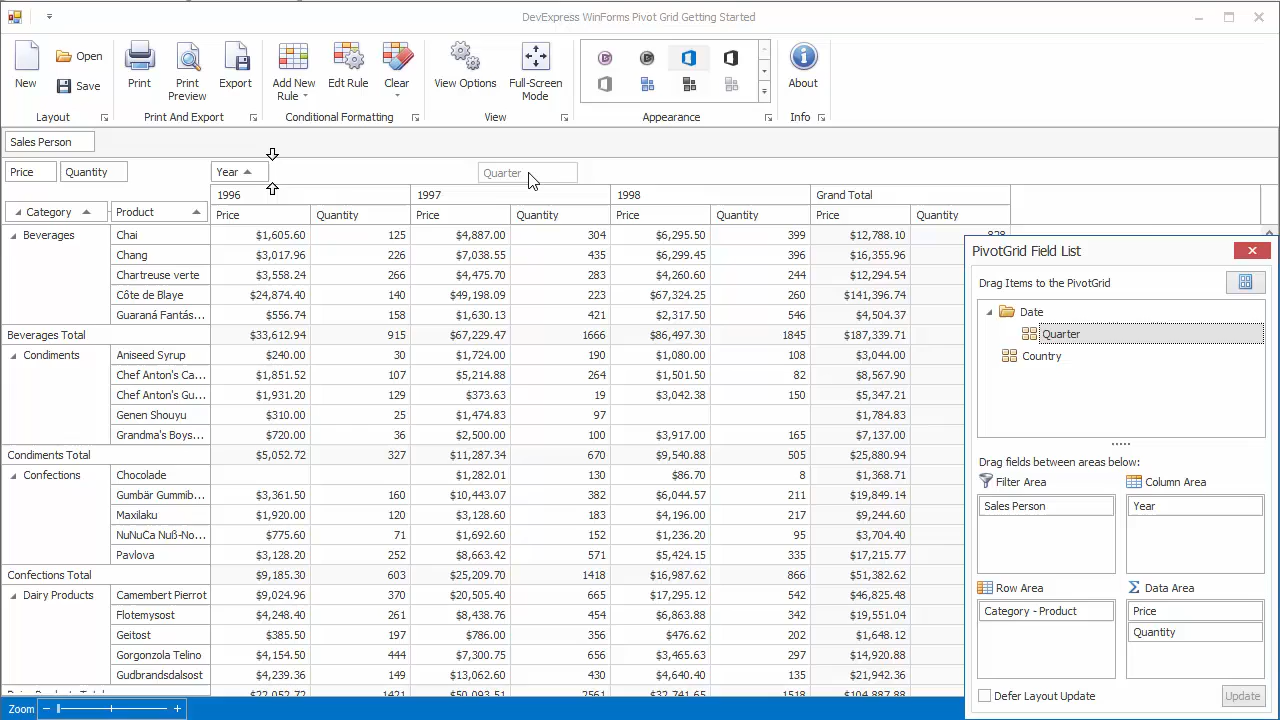 DevExpress WinForms Pivot Grid Getting Started
New Open Save Print Print Preview Export Add New Rule Edt Rule Clear View Options Full-Screen Mode About
Layout Print And Export Conditional Formatting View Appearance Info
Sales Person
Price Quantity Year Quarter
1996 1997 1998 Grand Total
Category Product Price Quantity Price Quantity Price Quantity Price Quantity
Beverages Chai $1,605.60 125 $4,887.00 304 $6,295.50 399 $12,788.10 828
Chang $3,017.96 226 $7,038.55 435 $6,299.45 396 $16,355.96
Chartreuse verte $3,558.24 266 $4,475.70 283 $4,260.60 244 $12,294.54
Côte de Blaye $24,874.40 140 $49,198.09 223 $67,324.25 260 $141,396.74
Guaraná Fantás... $556.74 158 $1,630.13 421 $2,317.50 546 $4,504.37
Beverages Total $33,612.94 915 $67,229.47 1666 $86,497.30 1845 $187,339.71
Condiments Aniseed Syrup $240.00 30 $1,724.00 190 $1,080.00 108 $3,044.00
Chef Anton's Ca... $1,851.52 107 $5,214.88 264 $1,501.50 82 $8,567.90
Chef Anton's Gu... $1,931.20 129 $373.63 19 $3,042.38 150 $5,347.21
Genen Shouyu $310.00 25 $1,474.83 97 $1,784.83
Grandma's Boys... $720.00 36 $2,500.00 100 $3,917.00 165 $7,137.00
Condiments Total $5,052.72 327 $11,287.34 670 $9,540.88 505 $25,880.94
Confections Chocolade $1,282.01 130 $86.70 8 $1,368.71
Gumbär Gummib... $3,361.50 160 $10,443.07 382 $6,044.57 211 $19,849.14
Maxilaku $1,920.00 120 $3,128.60 183 $4,196.00 217 $9,244.60
NuNuCa Nuß-No... $775.60 71 $1,692.60 152 $1,236.20 95 $3,704.40
Pavlova $3,128.20 252 $8,663.42 571 $5,424.15 335 $17,215.77
Confections Total $9,185.30 603 $25,209.70 1418 $16,987.62 866 $51,382.62
Dairy Products Camembert Pierrot $9,024.96 370 $20,505.40 665 $17,295.12 542 $46,825.48
Flotemysost $4,248.40 261 $8,438.76 454 $6,863.88 342 $19,551.04
Geitost $385.50 197 $786.00 356 $476.62 202 $1,648.12
Gorgonzola Telino $4,154.50 444 $7,300.75 656 $3,465.63 297 $14,920.88
Gudbrandsdalsost $4,239.36 149 $13,062.60 430 $4,640.40 135 $21,942.36
Dairy Products Total $22,052.72 1421 $50,093.51 2561 $32,741.65 1518 $104,887.88
PivotGrid Field List
Drag Items to the PivotGrid
Date
Quarter
Country
Drag fields between areas below:
Filter Area Column Area
Sales Person Year
Row Area Data Area
Category - Product Price
Quantity
Defer Layout Update Update
Zoom